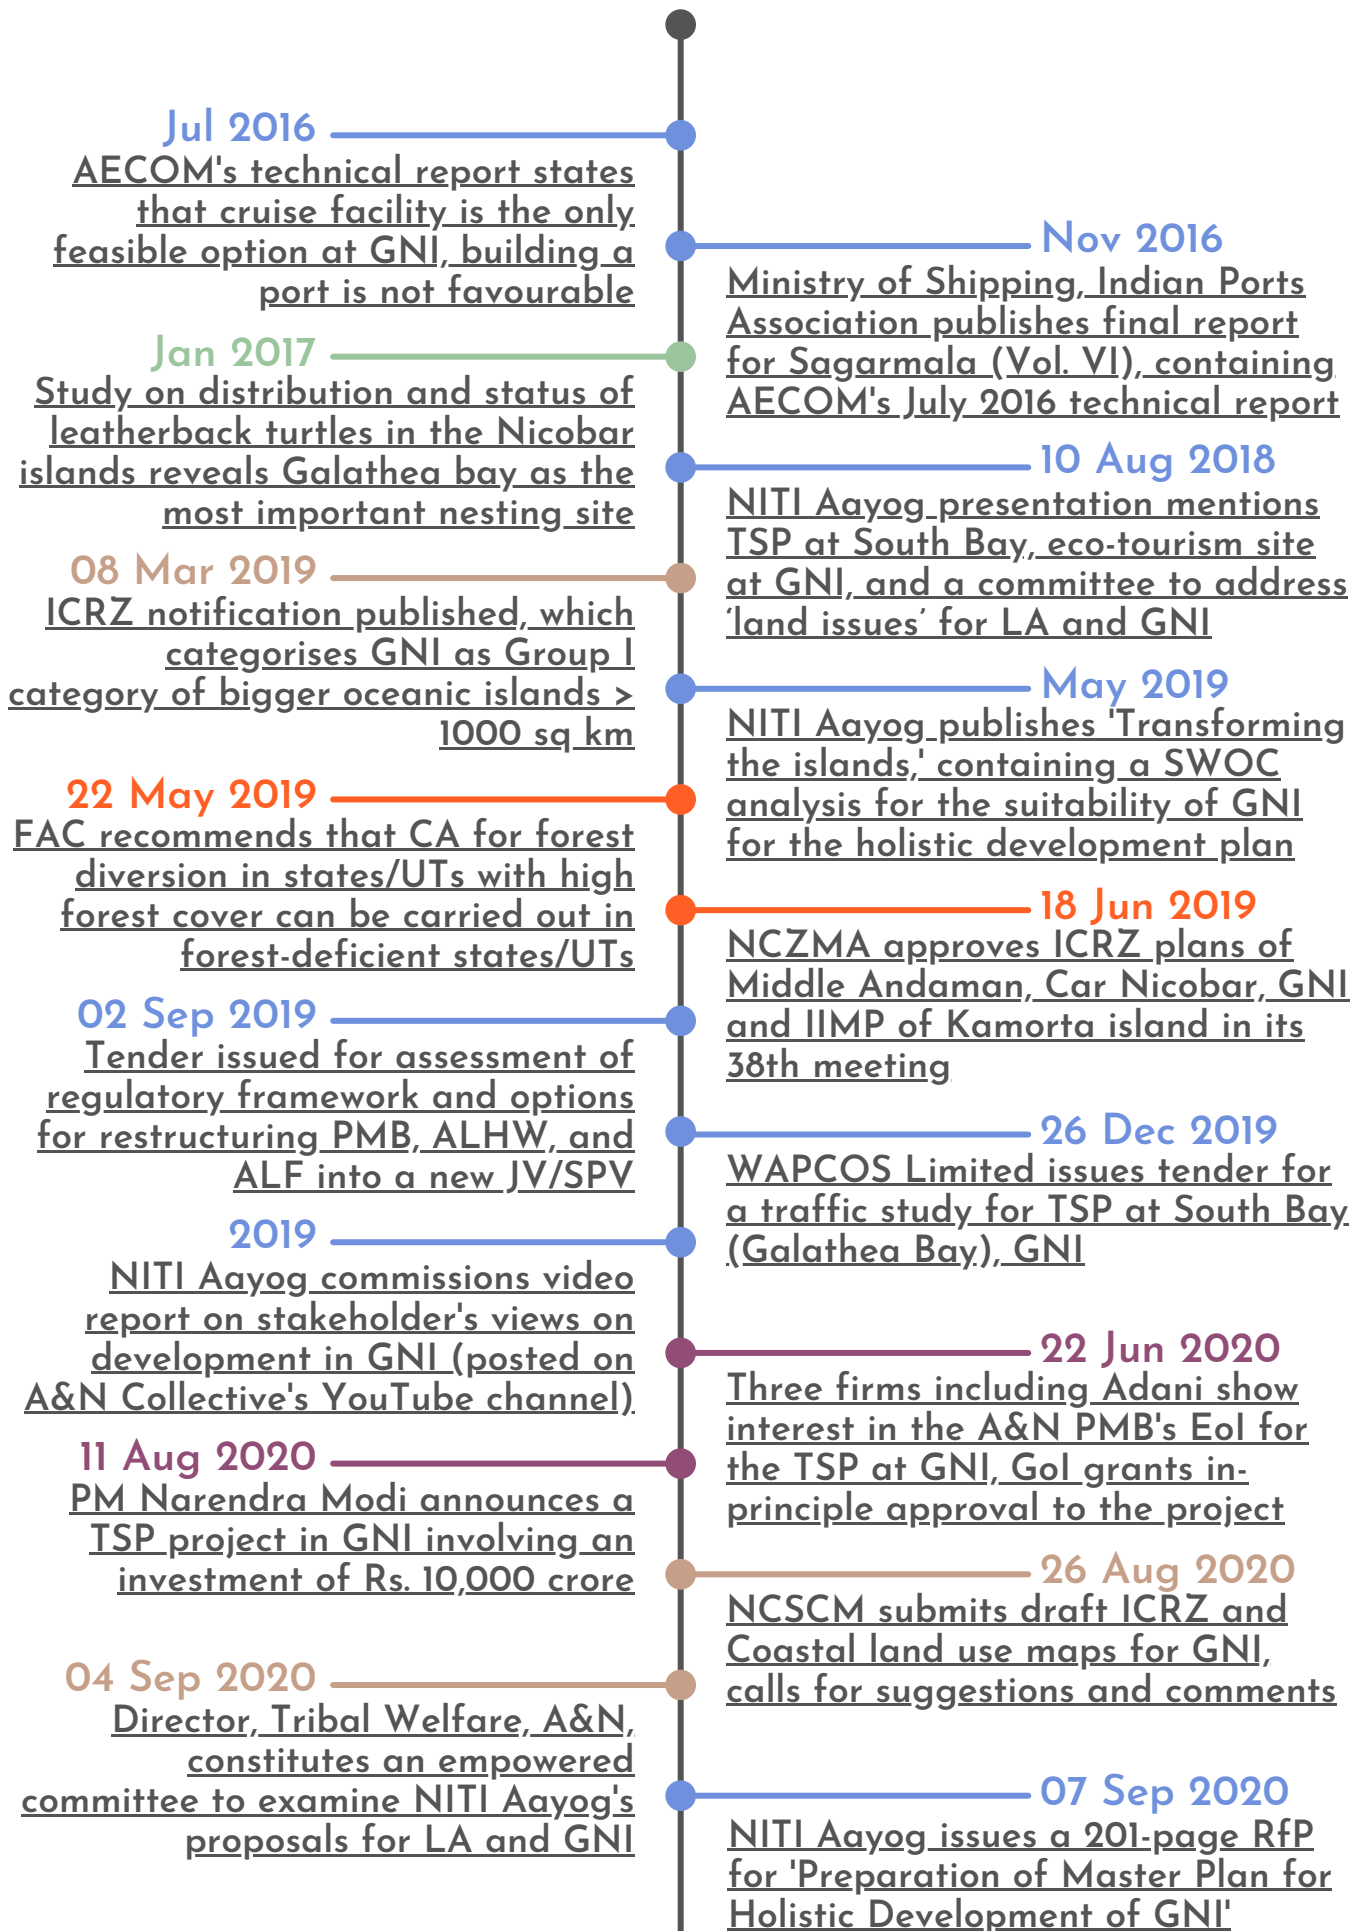 Jul 2016
AECOM's technical report states
that cruise facility is the only
feasible option at GNI, building a
port is not favourable
Nov 2016
Ministry of Shipping, Indian Ports
Association publishes final report
for Sagarmala (Vol. VI), containing
AECOM's July 2016 technical report
Jan 2017
Study on distribution and status of
leatherback turtles in the Nicobar
islands reveals Galathea bay as the
most important nesting site
10 Aug 2018
NITI Aayog presentation mentions
TSP at South Bay, eco-tourism site
at GNI, and a committee to address
‘land issues’ for LA and GNI
08 Mar 2019
ICRZ notification published, which
categorises GNI as Group I
category of bigger oceanic islands >
1000 sq km
May 2019
NITI Aayog publishes 'Transforming
the islands,' containing a SWOC
analysis for the suitability of GNI
for the holistic development plan
22 May 2019
FAC recommends that CA for forest
diversion in states/UTs with high
forest cover can be carried out in
forest-deficient states/UTs
18 Jun 2019
NCZMA approves ICRZ plans of
Middle Andaman, Car Nicobar, GNI
and IIMP of Kamorta island in its
38th meeting
02 Sep 2019
Tender issued for assessment of
regulatory framework and options
for restructuring PMB, ALHW, and
ALF into a new JV/SPV
26 Dec 2019
WAPCOS Limited issues tender for
a traffic study for TSP at South Bay
(Galathea Bay), GNI
2019
NITI Aayog commissions video
report on stakeholder's views on
development in GNI (posted on
A&N Collective's YouTube channel)
22 Jun 2020
Three firms including Adani show
interest in the A&N PMB's EoI for
the TSP at GNI, GoI grants in-
principle approval to the project
11 Aug 2020
PM Narendra Modi announces a
TSP project in GNI involving an
investment of Rs. 10,000 crore
26 Aug 2020
NCSCM submits draft ICRZ and
Coastal land use maps for GNI,
calls for suggestions and comments
04 Sep 2020
Director, Tribal Welfare, A&N,
constitutes an empowered
committee to examine NITI Aayog's
proposals for LA and GNI
07 Sep 2020
NITI Aayog issues a 201-page RfP
for 'Preparation of Master Plan for
Holistic Development of GNI'